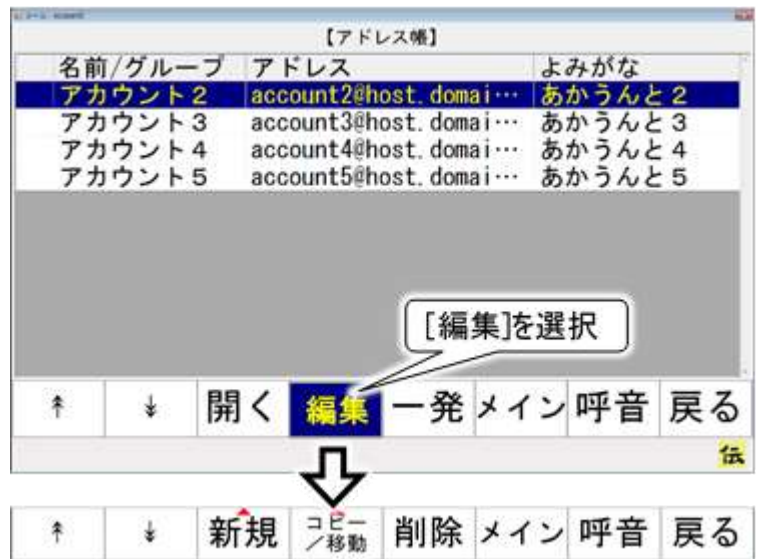 【アドレス帳】
名前/グループ アドレス よみがな
アカウント2 account2@host.domai… あかうんと2
アカウント3 account3@host.domai… あかうんと3
アカウント4 account4@host.domai… あかうんと4
アカウント5 account5@host.domai… あかうんと5
[編集]を選択
↟ ↡ 開く 編集 一発 メイン 呼音 戻る
伝
↟ ↡ 新規 コピー/移動 削除 メイン 呼音 戻る